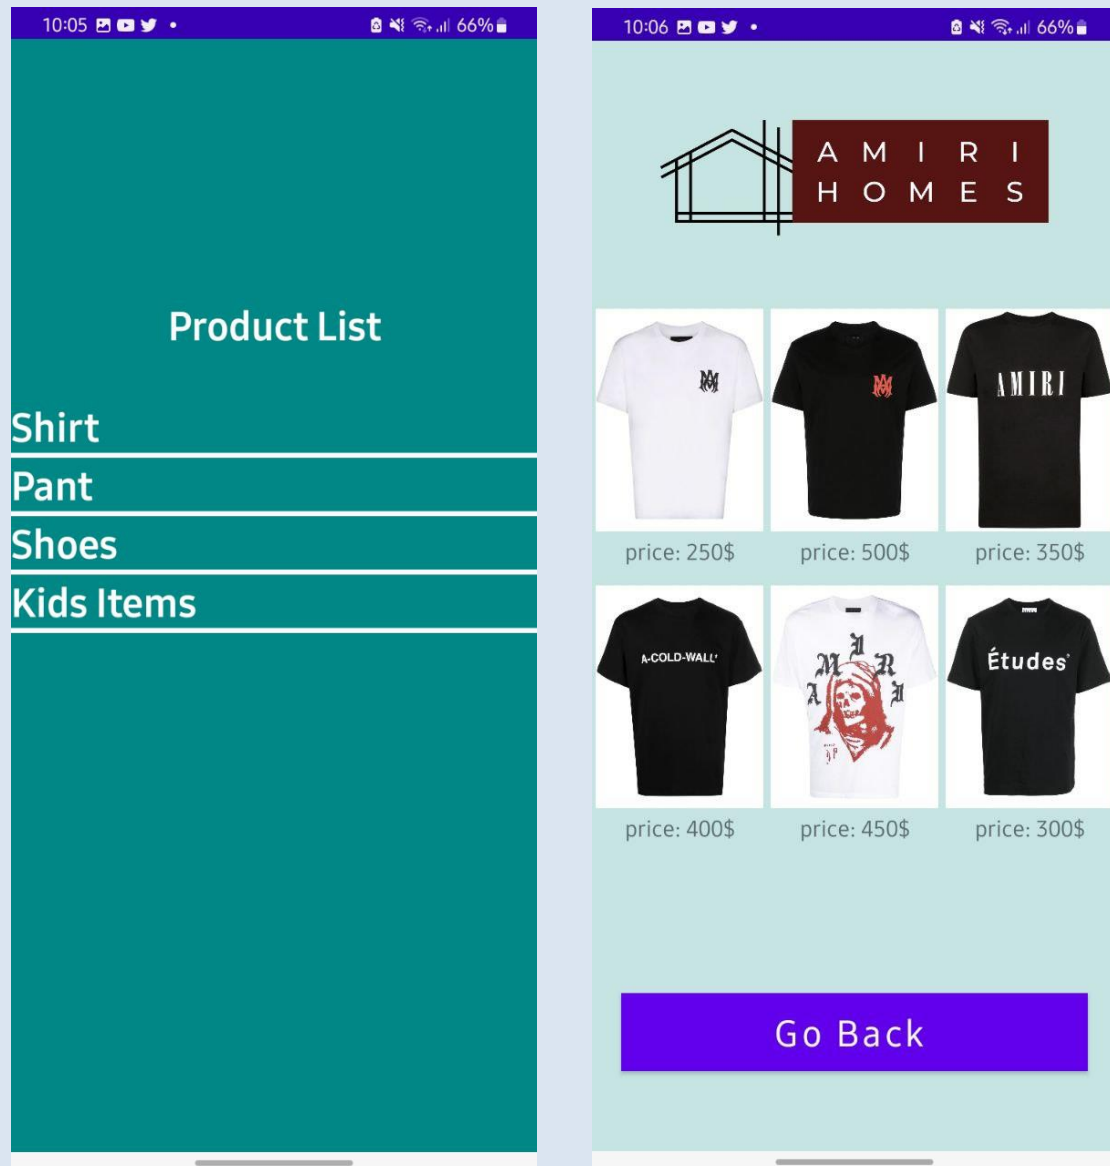 10:05
66%
Product List
Shirt
Pant
Shoes
Kids Items
10:06
66%
AMIRI
HOMES
AMIRI
price: 250$
price: 500$
price: 350$
A-COLD-WALL*
AMIRI
Études
price: 400$
price: 450$
price: 300$
Go Back